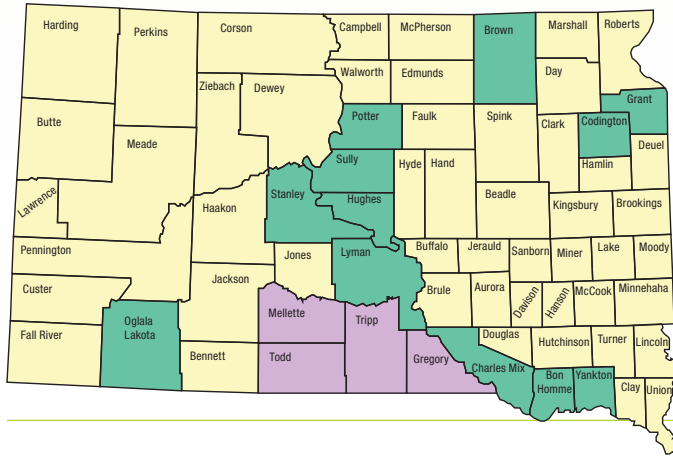 Harding
Perkins
Corson
Campbell
McPherson
Brown
Marshall
Roberts
Walworth
Edmunds
Day
Ziebach
Dewey
Butte
Potter
Faulk
Spink
Clark
Codington
Grant
Meade
Sully
Hyde
Hand
Hamlin
Deuel
Lawrence
Haakon
Stanley
Hughes
Beadle
Kingsbury
Brookings
Pennington
Jones
Lyman
Buffalo
Jerauld
Sanborn
Miner
Lake
Moody
Custer
Jackson
Mellette
Tripp
Brule
Aurora
Davison
Hanson
McCook
Minnehaha
Fall River
Oglala
Lakota
Bennett
Todd
Gregory
Douglas
Charles Mix
Hutchinson
Turner
Lincoln
Bon
Homme
Yankton
Clay
Union